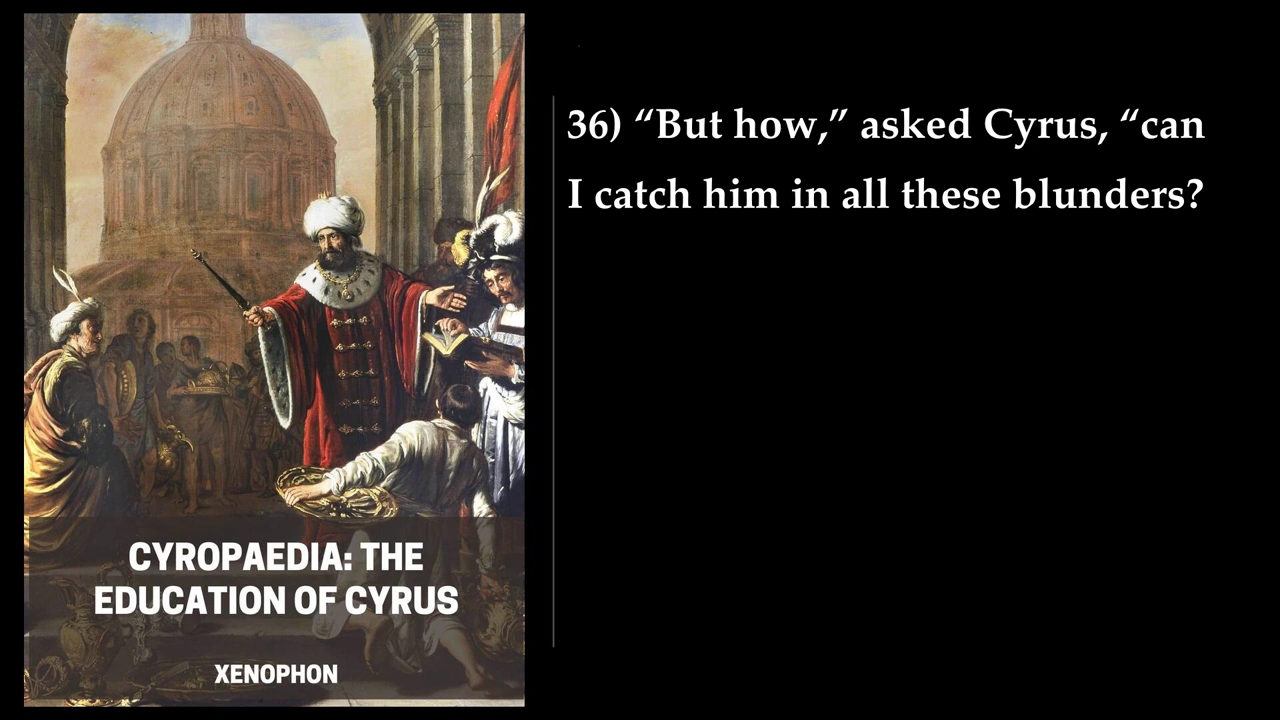 CYROPAEDIA: THE
EDUCATION OF CYRUS
XENOPHON
36) “But how,” asked Cyrus, “can
I catch him in all these blunders?